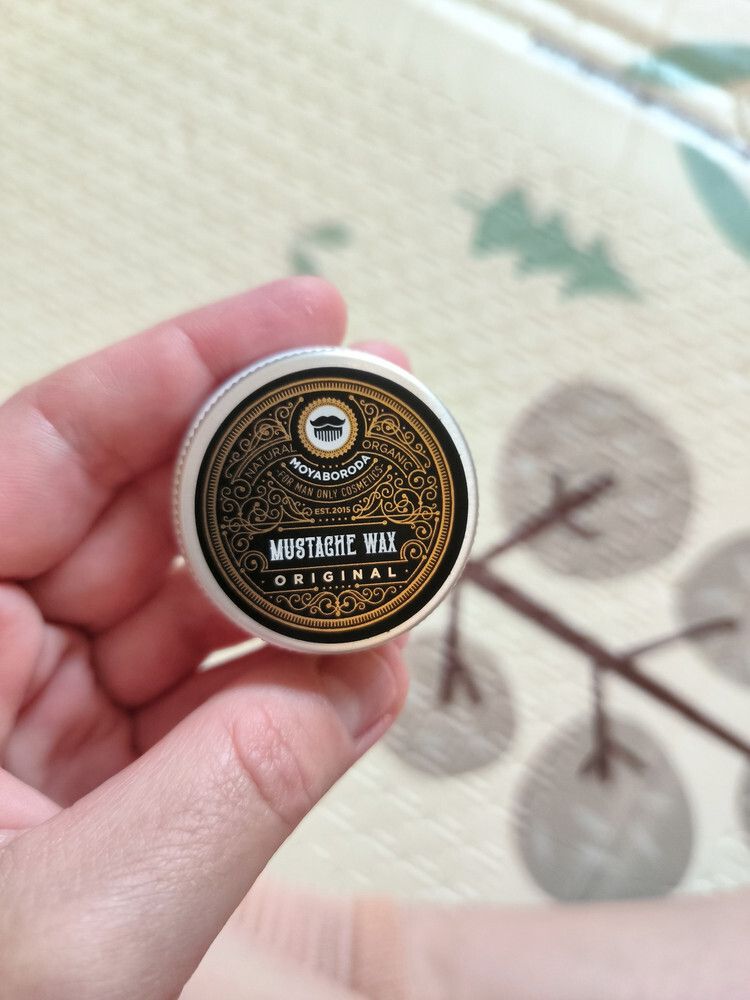 NATURAL ORGANIC
MOYABORODA
FOR MAN ONLY COSMETICS
EST. 2015
MUSTACHE WAX
ORIGINAL